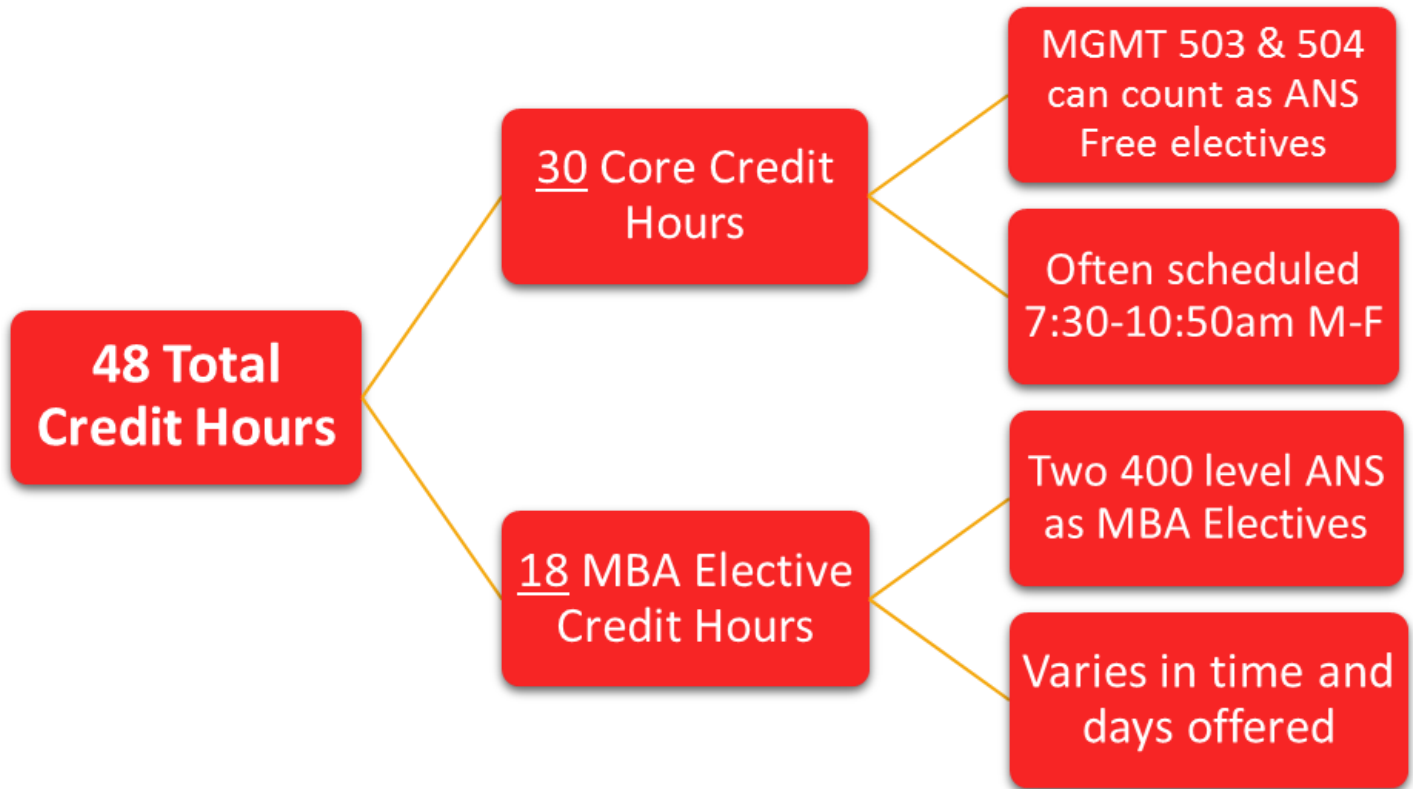 48 Total
Credit Hours
30 Core Credit
Hours
MGMT 503 & 504
can count as ANS
Free electives
Often scheduled
7:30-10:50am M-F
18 MBA Elective
Credit Hours
Two 400 level ANS
as MBA Electives
Varies in time and
days offered